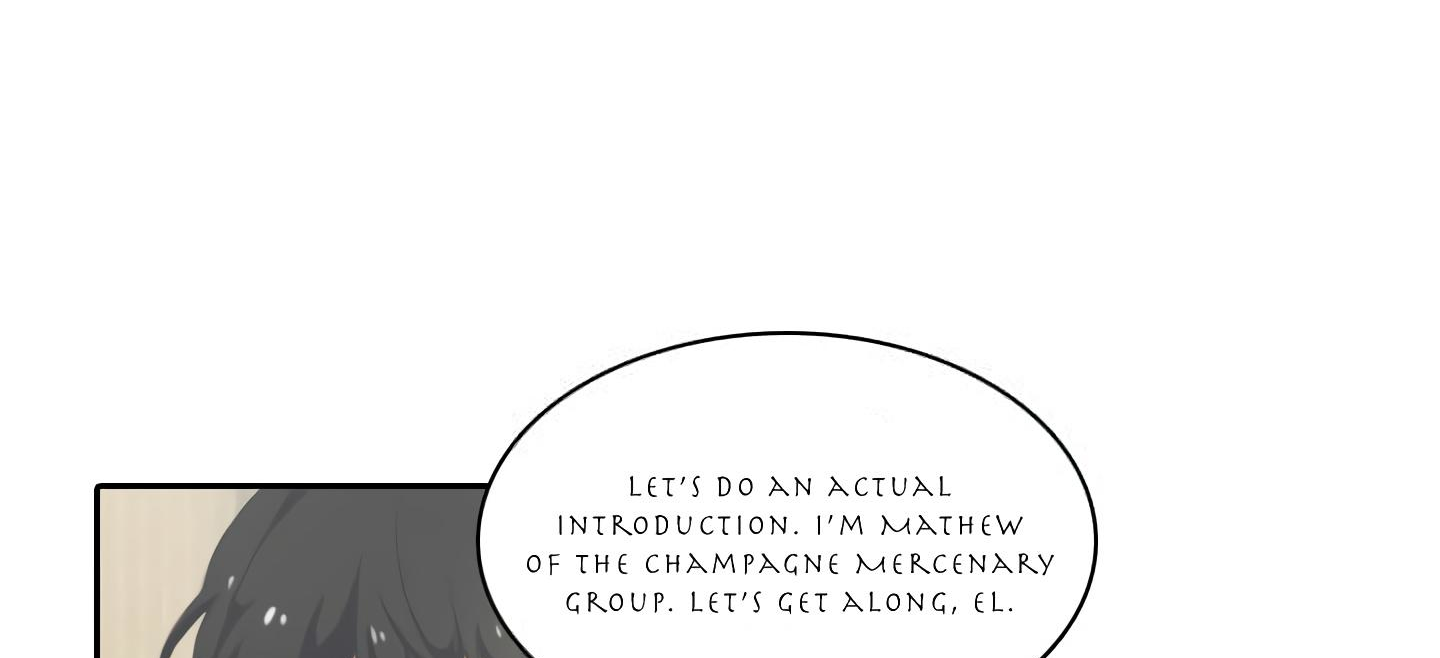 LET'S DO AN ACTUAL
INTRODUCTION. I'M MATHEW
OF THE CHAMPAGNE MERCENARY
GROUP. LET'S GET ALONG, EL.